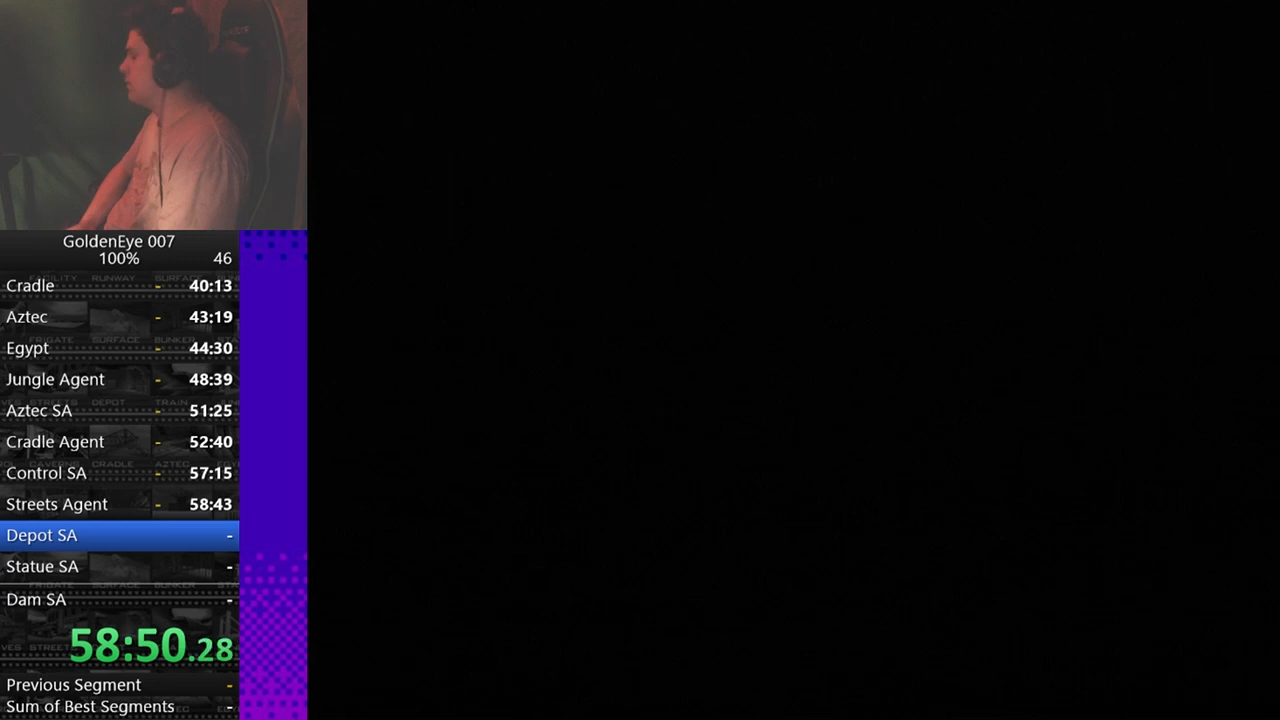 GoldenEye 007
100% 46
Cradle - 40:13
Aztec - 43:19
Egypt - 44:30
Jungle Agent - 48:39
Aztec SA - 51:25
Cradle Agent - 52:40
Control SA - 57:15
Streets Agent - 58:43
Depot SA -
Statue SA -
Dam SA -
58:50.28
Previous Segment -
Sum of Best Segments -